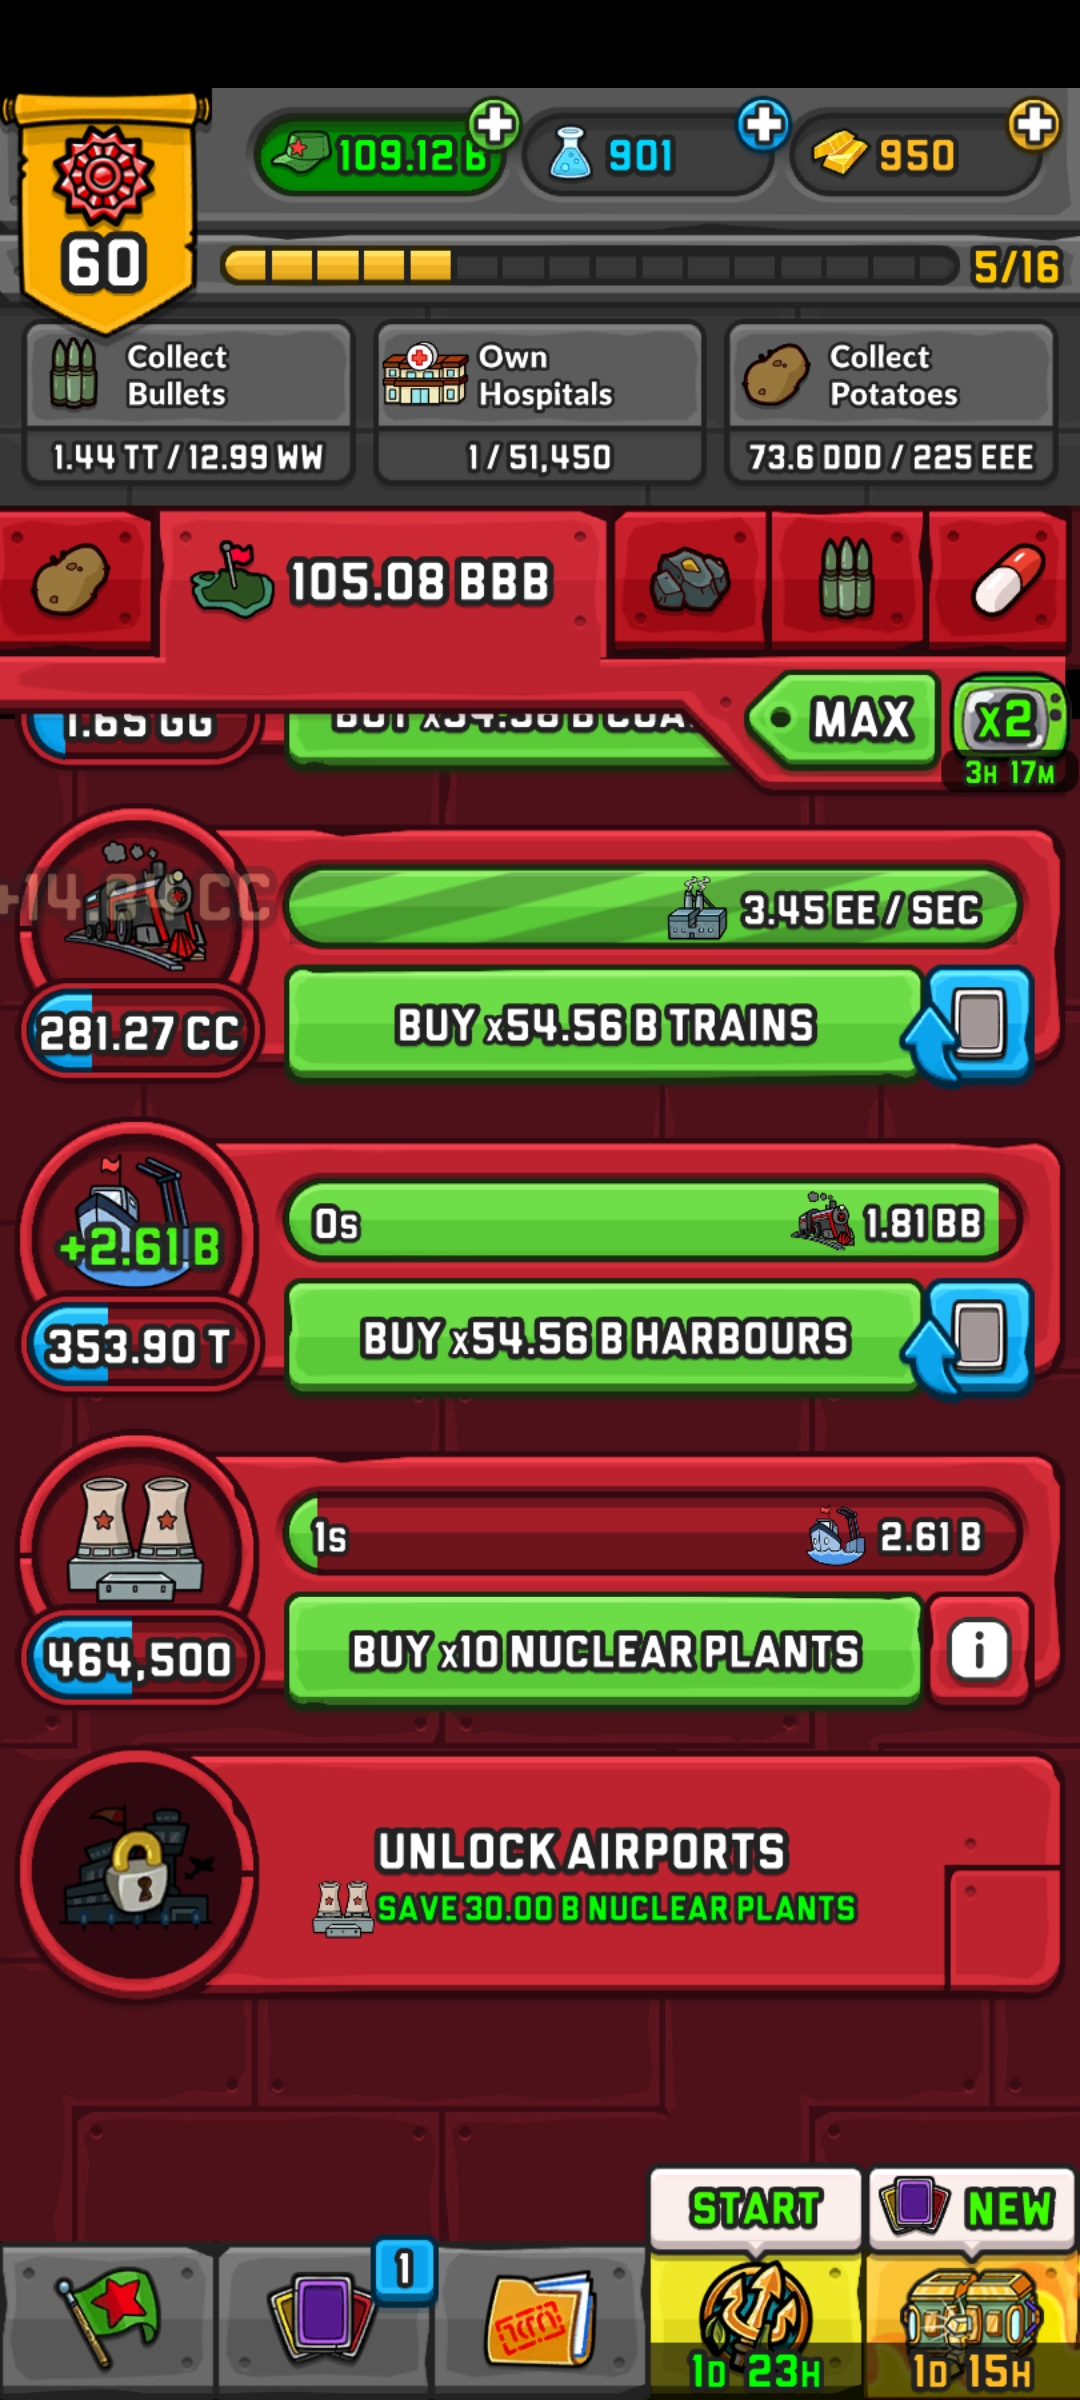 109.12 B
901
950
60
5/16
Collect
Bullets
Own
Hospitals
Collect
Potatoes
1.44 TT / 12.99 WW
1 / 51,450
73.6 DDD / 225 EEE
105.08 BBB
MAX
x2
3H 17M
1.65 GG
BUY x54.56 B COA
3.45 EE / SEC
281.27 CC
BUY x54.56 B TRAINS
0s
1.81 BB
+2.61 B
353.90 T
BUY x54.56 B HARBOURS
1s
2.61 B
464,500
BUY x10 NUCLEAR PLANTS
i
UNLOCK AIRPORTS
SAVE 30.00 B NUCLEAR PLANTS
START
NEW
1
1D 23H
1D 15H